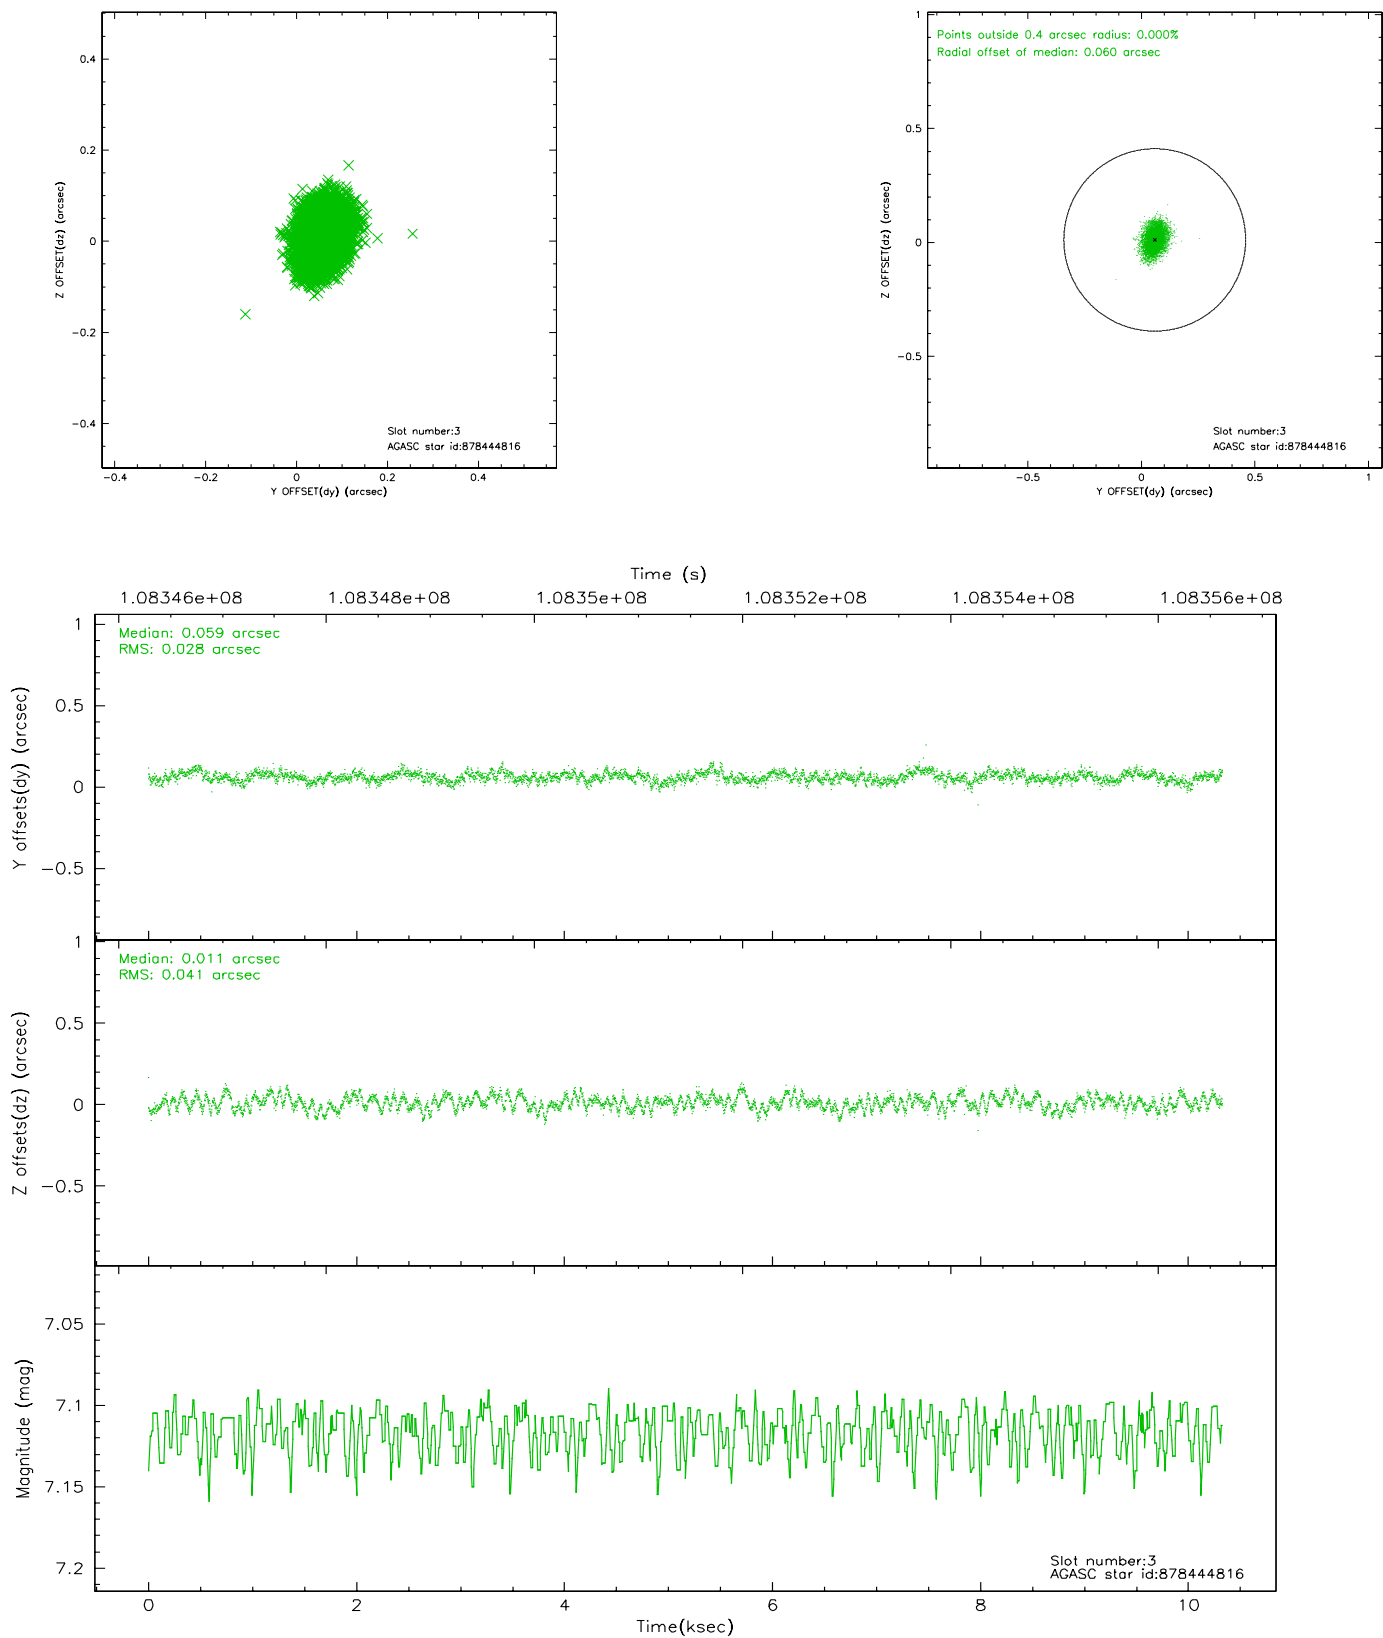 0.4
0.2
0
−0.2
−0.4
Z OFFSET(dz) (arcsec)
Slot number:3
AGASC star id:878444816
−0.4 −0.2 0 0.2 0.4
Y OFFSET(dy) (arcsec)
1
0.5
0
−0.5
Z OFFSET(dz) (arcsec)
Points outside 0.4 arcsec radius: 0.000%
Radial offset of median: 0.060 arcsec
Slot number:3
AGASC star id:878444816
−0.5 0 0.5 1
Y OFFSET(dy) (arcsec)
Time (s)
1.08346e+08 1.08348e+08 1.0835e+08 1.08352e+08 1.08354e+08 1.08356e+08
1
0.5
0
−0.5
Y offsets(dy) (arcsec)
Median: 0.059 arcsec
RMS: 0.028 arcsec
1
0.5
0
−0.5
Z offsets(dz) (arcsec)
Median: 0.011 arcsec
RMS: 0.041 arcsec
7.05
7.1
7.15
7.2
Magnitude (mag)
Slot number:3
AGASC star id:878444816
0 2 4 6 8 10
Time(ksec)